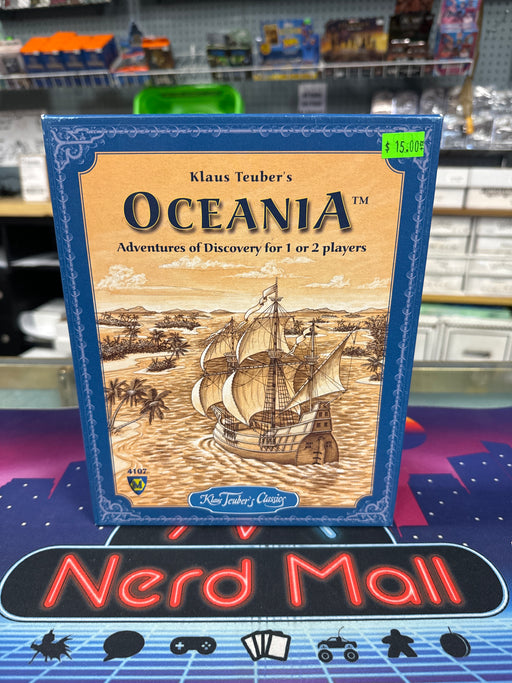 $ 15.00
Klaus Teuber's
OCEANIA™
Adventures of Discovery for 1 or 2 players
4107
M
Klaus Teuber's Classics
Nerd Mall